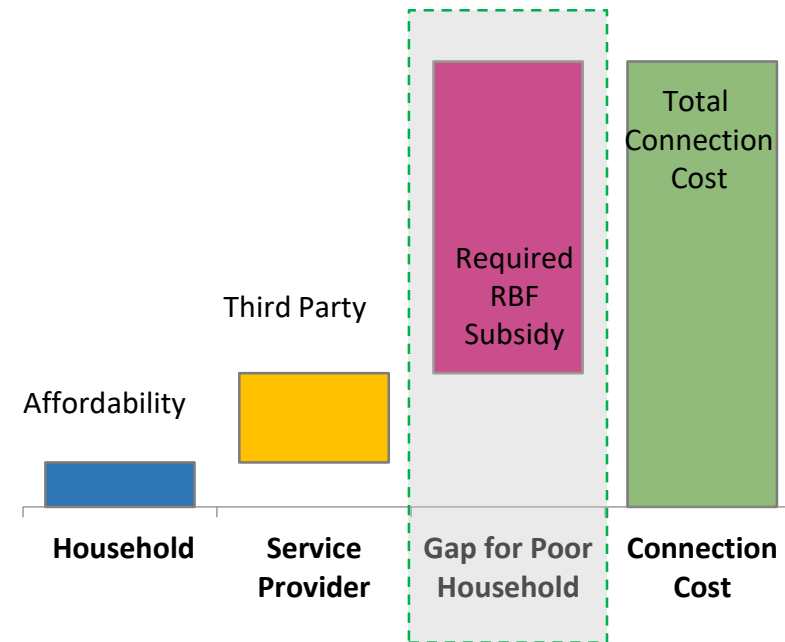 Total
Connection
Cost
Required
RBF
Subsidy
Third Party
Affordability
Household
Service
Provider
Gap for Poor
Household
Connection
Cost